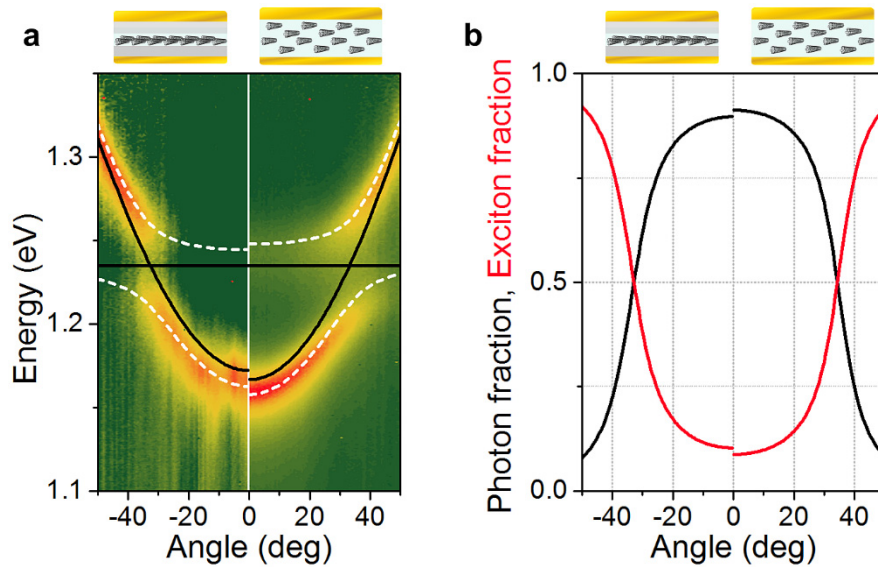 a
b
Energy (eV)
1.3
1.2
1.1
-40 -20 0 20 40
Angle (deg)
Photon fraction, Exciton fraction
1.0
0.5
0.0
-40 -20 0 20 40
Angle (deg)